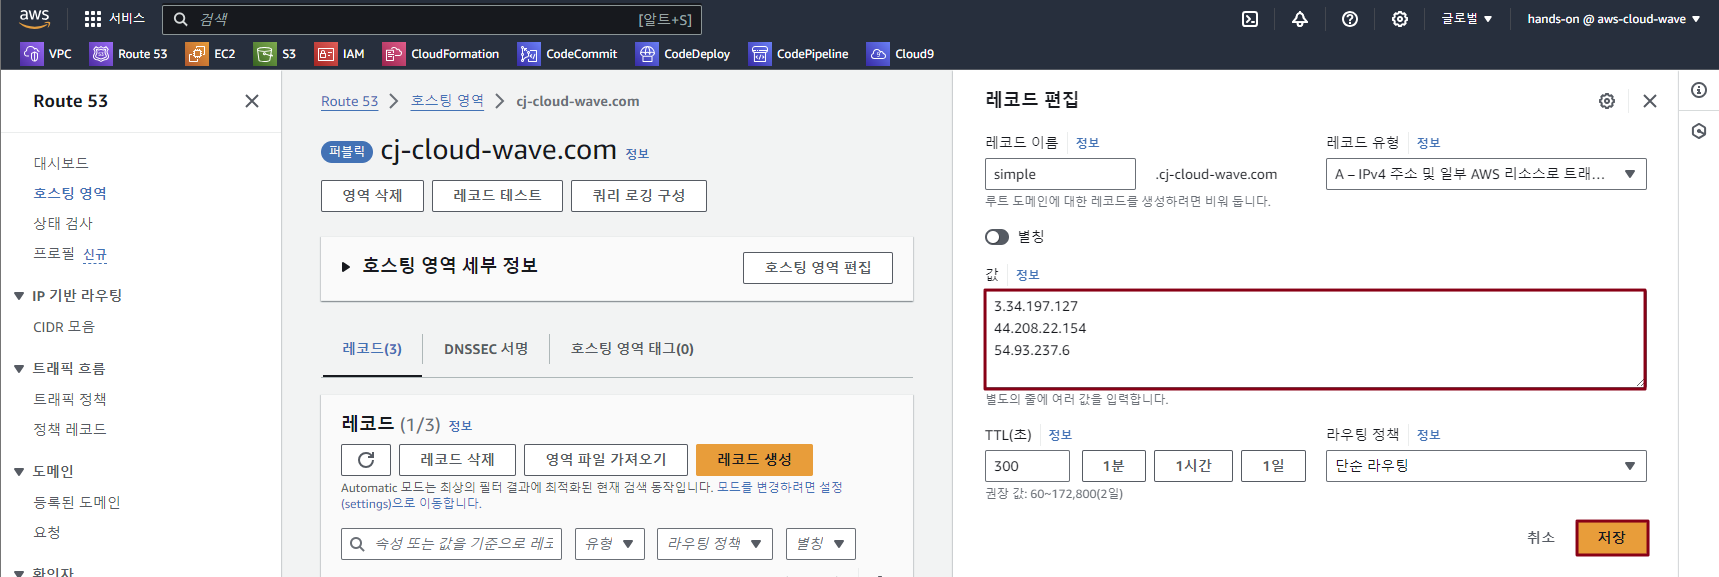 aws
서비스
검색
[알트+S]
글로벌
hands-on @ aws-cloud-wave
VPC
Route 53
EC2
S3
IAM
CloudFormation
CodeCommit
CodeDeploy
CodePipeline
Cloud9
Route 53
대시보드
호스팅 영역
상태 검사
프로필 신규
IP 기반 라우팅
CIDR 모음
트래픽 흐름
트래픽 정책
정책 레코드
도메인
등록된 도메인
요청
확인자
Route 53 > 호스팅 영역 > cj-cloud-wave.com
퍼블릭 cj-cloud-wave.com 정보
영역 삭제
레코드 테스트
쿼리 로깅 구성
호스팅 영역 세부 정보
호스팅 영역 편집
레코드(3)
DNSSEC 서명
호스팅 영역 태그(0)
레코드 (1/3) 정보
레코드 삭제
영역 파일 가져오기
레코드 생성
Automatic 모드는 최상의 필터 결과에 최적화된 현재 검색 동작입니다. 모드를 변경하려면 설정
(settings)으로 이동합니다.
속성 또는 값을 기준으로 레코
유형
라우팅 정책
별칭
레코드 편집
레코드 이름 정보
simple
.cj-cloud-wave.com
루트 도메인에 대한 레코드를 생성하려면 비워 둡니다.
레코드 유형 정보
A – IPv4 주소 및 일부 AWS 리소스로 트래...
별칭
값 정보
3.34.197.127
44.208.22.154
54.93.237.6
별도의 줄에 여러 값을 입력합니다.
TTL(초) 정보
300
1분
1시간
1일
권장 값: 60~172,800(2일)
라우팅 정책 정보
단순 라우팅
취소
저장